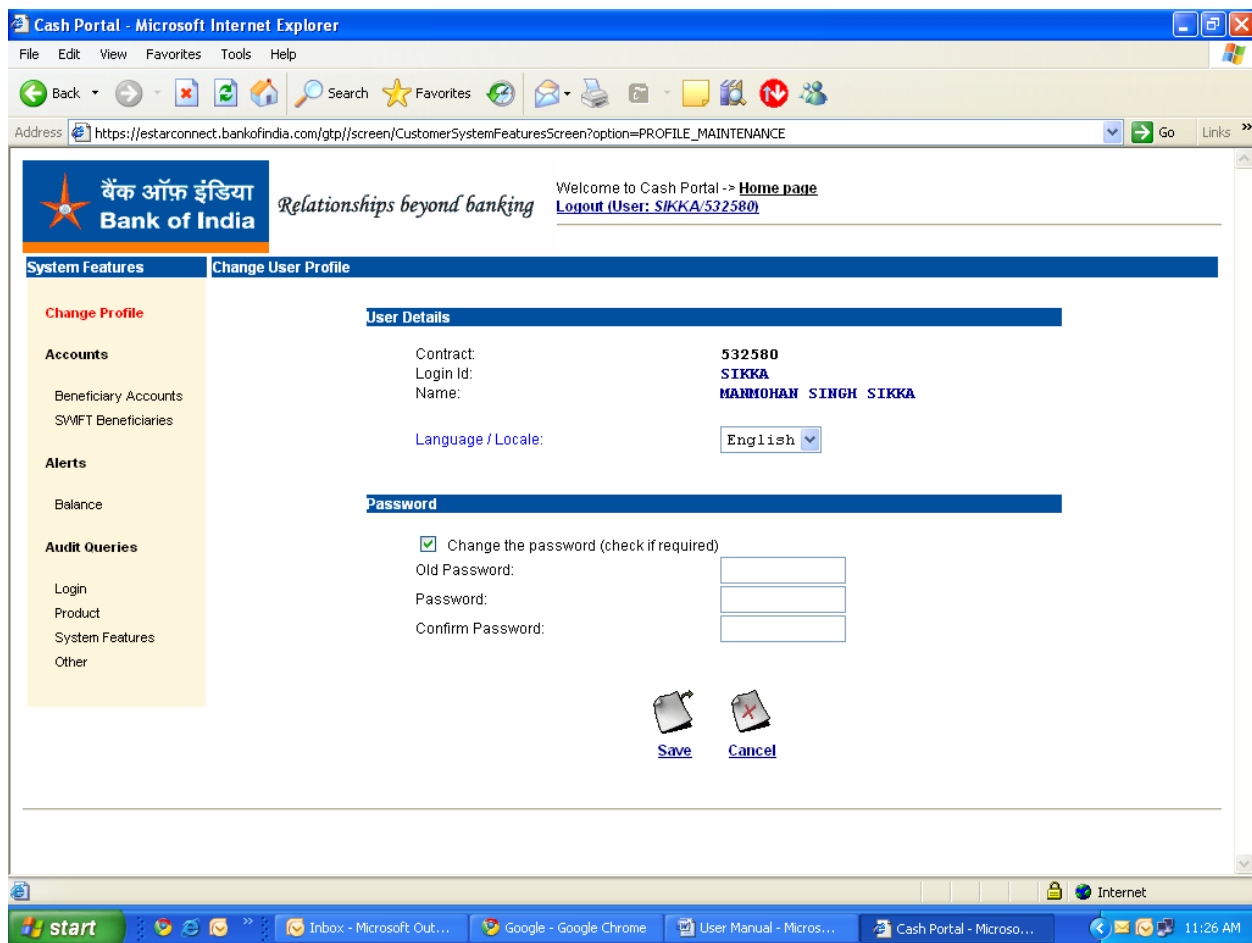 Cash Portal - Microsoft Internet Explorer
File Edit View Favorites Tools Help
Back Search Favorites
Address https://estarconnect.bankofindia.com/gtp//screen/CustomerSystemFeaturesScreen?option=PROFILE_MAINTENANCE Go Links »
बैंक ऑफ़ इंडिया
Bank of India
Relationships beyond banking
Welcome to Cash Portal -> Home page
Logout (User: SIKKA/532580)
System Features
Change User Profile
Change Profile
Accounts
Beneficiary Accounts
SWIFT Beneficiaries
Alerts
Balance
Audit Queries
Login
Product
System Features
Other
User Details
Contract: 532580
Login Id: SIKKA
Name: MANMOHAN SINGH SIKKA
Language / Locale: English
Password
Change the password (check if required)
Old Password:
Password:
Confirm Password:
Save Cancel
Internet
start » Inbox - Microsoft Out... Google - Google Chrome User Manual - Micros... Cash Portal - Microso... 11:26 AM